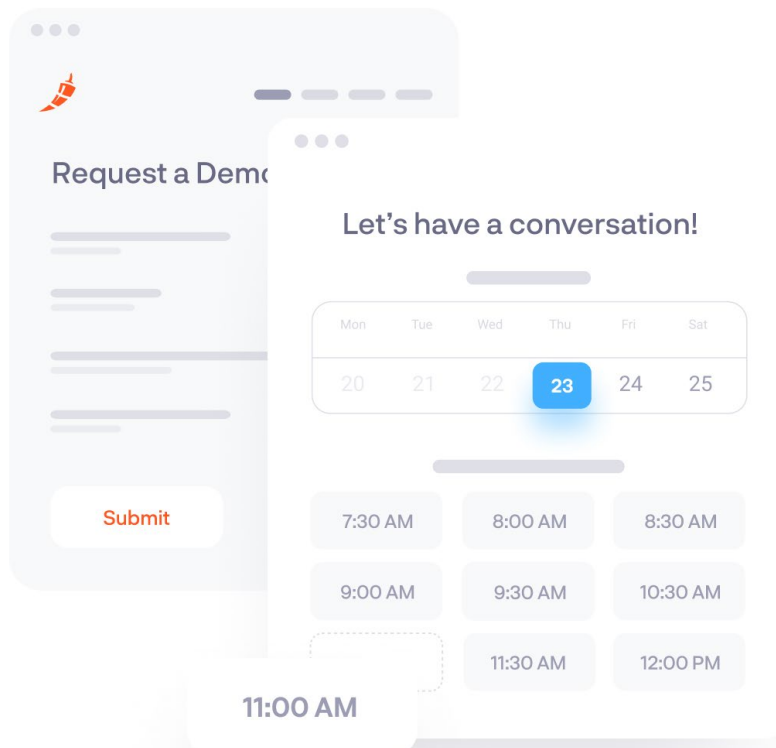 Request a Demo
Submit
Let's have a conversation!
Mon Tue Wed Thu Fri Sat
20 21 22 23 24 25
7:30 AM 8:00 AM 8:30 AM
9:00 AM 9:30 AM 10:30 AM
11:30 AM 12:00 PM
11:00 AM